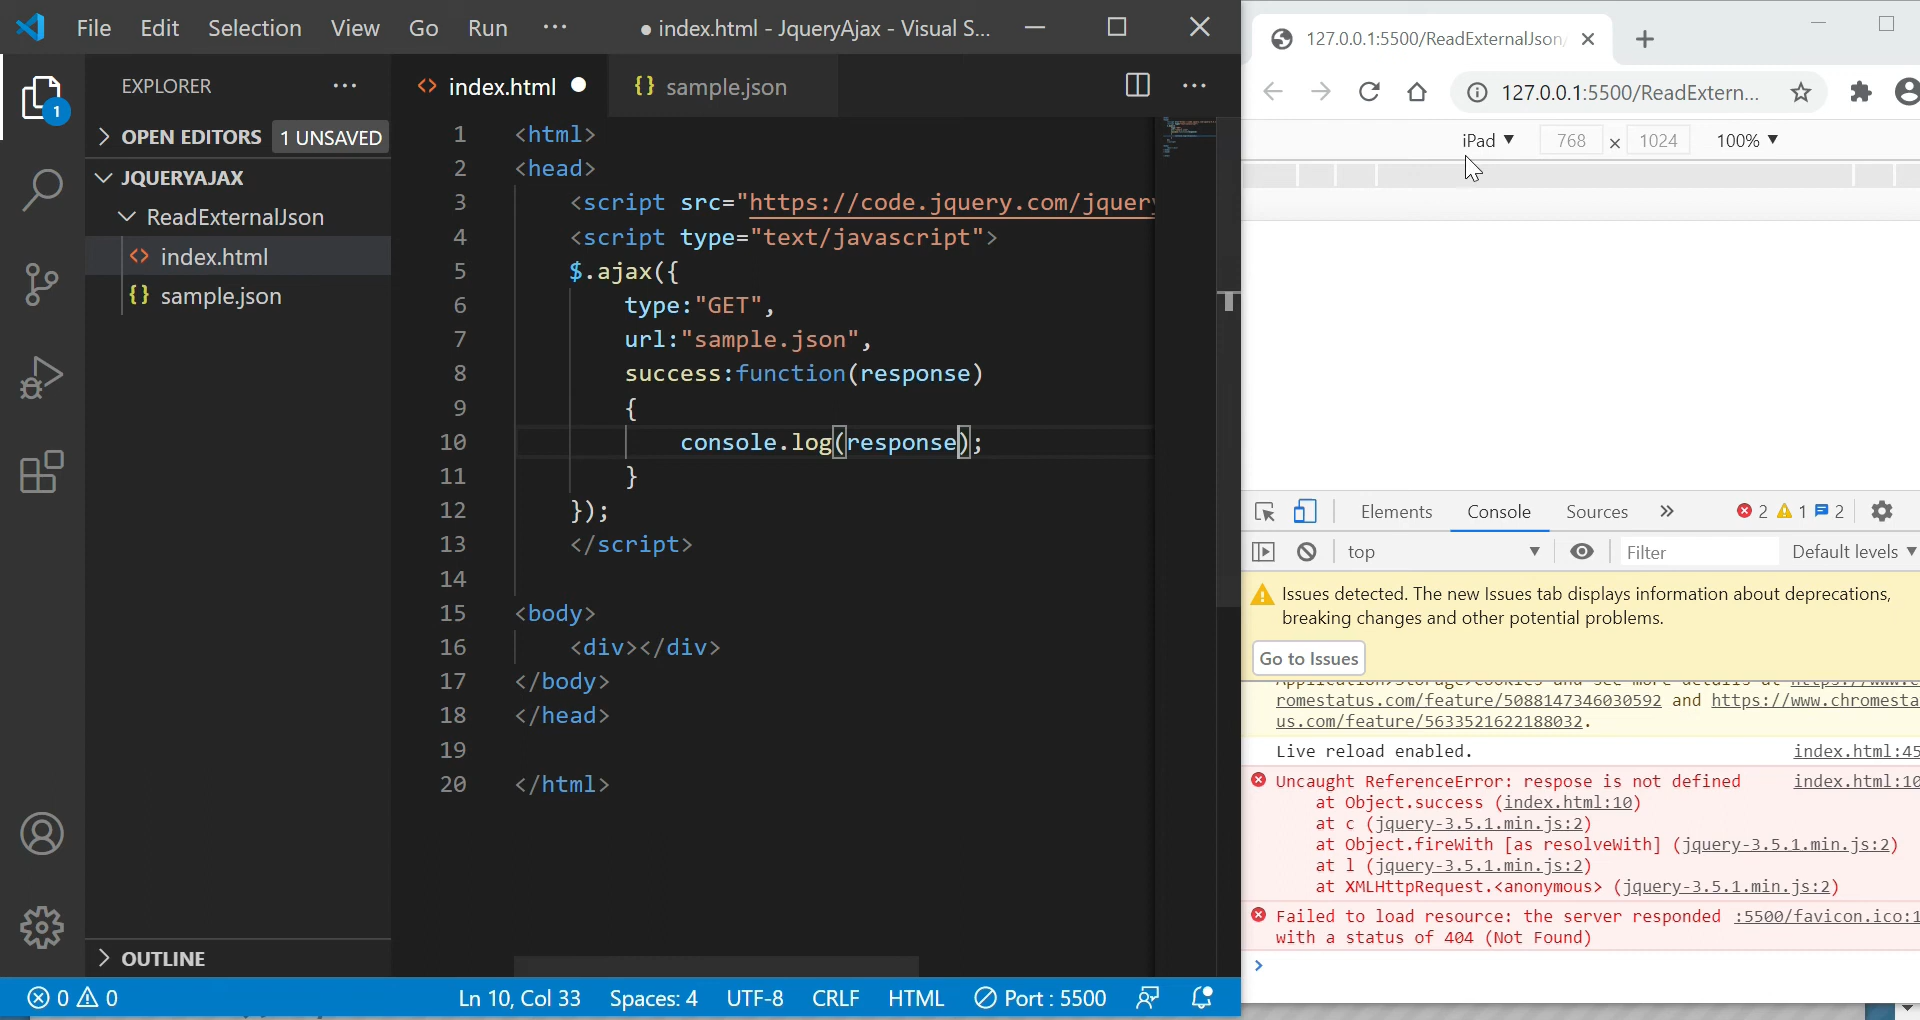 File Edit Selection View Go Run ··· ● index.html - JqueryAjax - Visual S...
EXPLORER ···
1
OPEN EDITORS 1 UNSAVED
JQUERYAJAX
ReadExternalJson
<> index.html
{} sample.json
OUTLINE
<> index.html ● {} sample.json ···
1 <html>
2 <head>
3 <script src="https://code.jquery.com/jquery
4 <script type="text/javascript">
5 $.ajax({
6 type:"GET",
7 url:"sample.json",
8 success:function(response)
9 {
10 console.log(response);
11 }
12 });
13 </script>
14
15 <body>
16 <div></div>
17 </body>
18 </head>
19
20 </html>
0 0 Ln 10, Col 33 Spaces: 4 UTF-8 CRLF HTML Port : 5500
127.0.0.1:5500/ReadExternalJson/
127.0.0.1:5500/ReadExtern...
iPad ▼ 768 × 1024 100% ▼
Elements Console Sources » 2 1 2
top ▼ Filter Default levels ▼
Issues detected. The new Issues tab displays information about deprecations,
breaking changes and other potential problems.
Go to Issues
romestatus.com/feature/5088147346030592 and https://www.chromesta
us.com/feature/5633521622188032.
Live reload enabled. index.html:45
Uncaught ReferenceError: respose is not defined index.html:10
at Object.success (index.html:10)
at c (jquery-3.5.1.min.js:2)
at Object.fireWith [as resolveWith] (jquery-3.5.1.min.js:2)
at l (jquery-3.5.1.min.js:2)
at XMLHttpRequest.<anonymous> (jquery-3.5.1.min.js:2)
Failed to load resource: the server responded :5500/favicon.ico:1
with a status of 404 (Not Found)
>